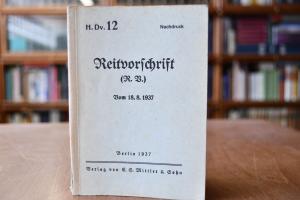 H. Dv. 12 Nachdruck
Reitvorschrift
(R. V.)
Vom 18. 8. 1937
Berlin 1937
Verlag von E. S. Mittler & Sohn